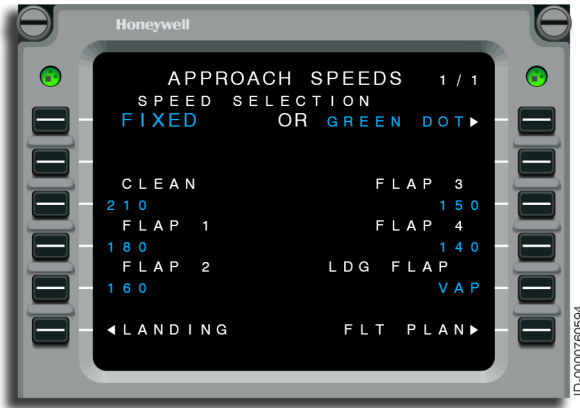 Honeywell
APPROACH SPEEDS 1/1
SPEED SELECTION
FIXED OR GREEN DOT▶
CLEAN FLAP 3
210 150
FLAP 1 FLAP 4
180 140
FLAP 2 LDG FLAP
160 VAP
◀LANDING FLT PLAN▶
ID-0000760594